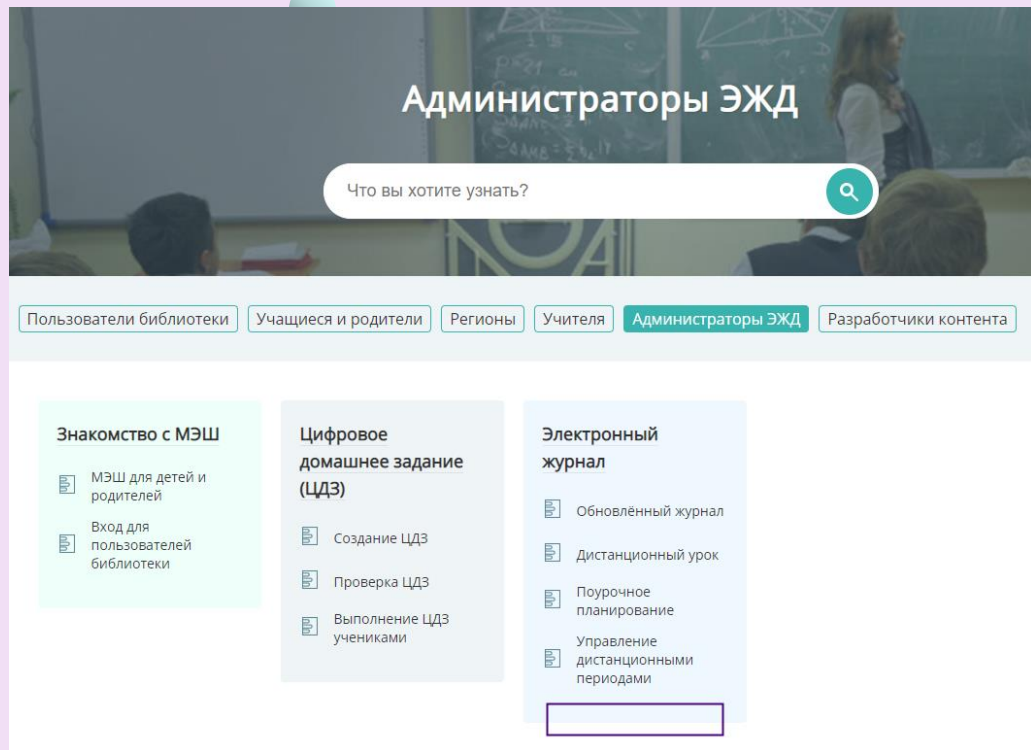 Администраторы ЭЖД
Что вы хотите узнать?
Пользователи библиотеки
Учащиеся и родители
Регионы
Учителя
Администраторы ЭЖД
Разработчики контента
Знакомство с МЭШ
МЭШ для детей и
родителей
Вход для
пользователей
библиотеки
Цифровое
домашнее задание
(ЦДЗ)
Создание ЦДЗ
Проверка ЦДЗ
Выполнение ЦДЗ
учениками
Электронный
журнал
Обновлённый журнал
Дистанционный урок
Поурочное
планирование
Управление
дистанционными
периодами